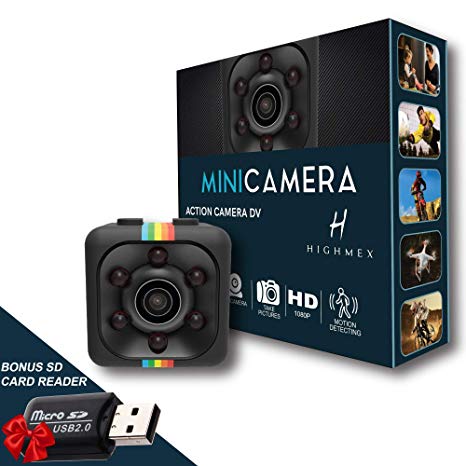 MINICAMERA
ACTION CAMERA DV
H
HIGHMEX
CAMERA
TAKE
PICTURES
HD
1080P
MOTION
DETECTING
BONUS SD
CARD READER
Micro SD
USB2.0